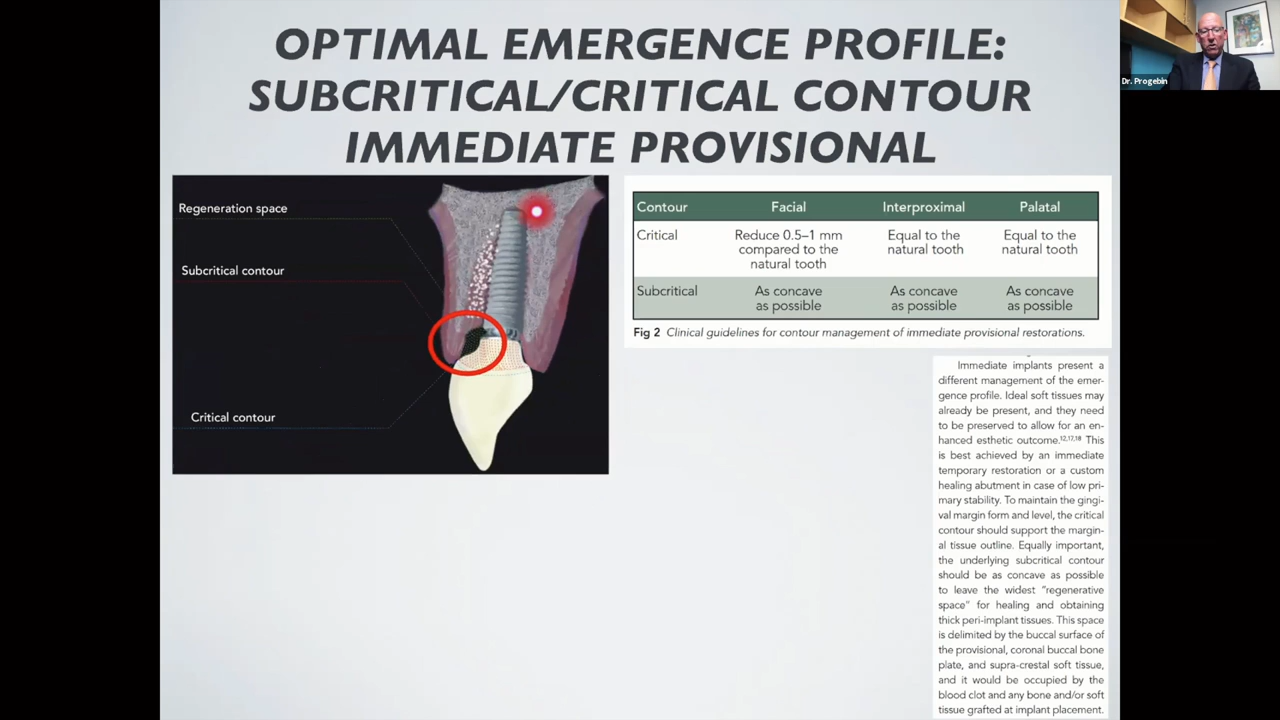 OPTIMAL EMERGENCE PROFILE:
SUBCRITICAL/CRITICAL CONTOUR
IMMEDIATE PROVISIONAL
Dr. Progebin
Regeneration space
Subcritical contour
Critical contour
Contour Facial Interproximal Palatal
Critical Reduce 0.5–1 mm compared to the natural tooth Equal to the natural tooth Equal to the natural tooth
Subcritical As concave as possible As concave as possible As concave as possible
Fig 2 Clinical guidelines for contour management of immediate provisional restorations.
Immediate implants present a
different management of the emer-
gence profile. Ideal soft tissues may
already be present, and they need
to be preserved to allow for an en-
hanced esthetic outcome.12,17,18 This
is best achieved by an immediate
temporary restoration or a custom
healing abutment in case of low pri-
mary stability. To maintain the gingi-
val margin form and level, the critical
contour should support the margin-
al tissue outline. Equally important,
the underlying subcritical contour
should be as concave as possible
to leave the widest “regenerative
space” for healing and obtaining
thick peri-implant tissues. This space
is delimited by the buccal surface of
the provisional, coronal buccal bone
plate, and supra-crestal soft tissue,
and it would be occupied by the
blood clot and any bone and/or soft
tissue grafted at implant placement.